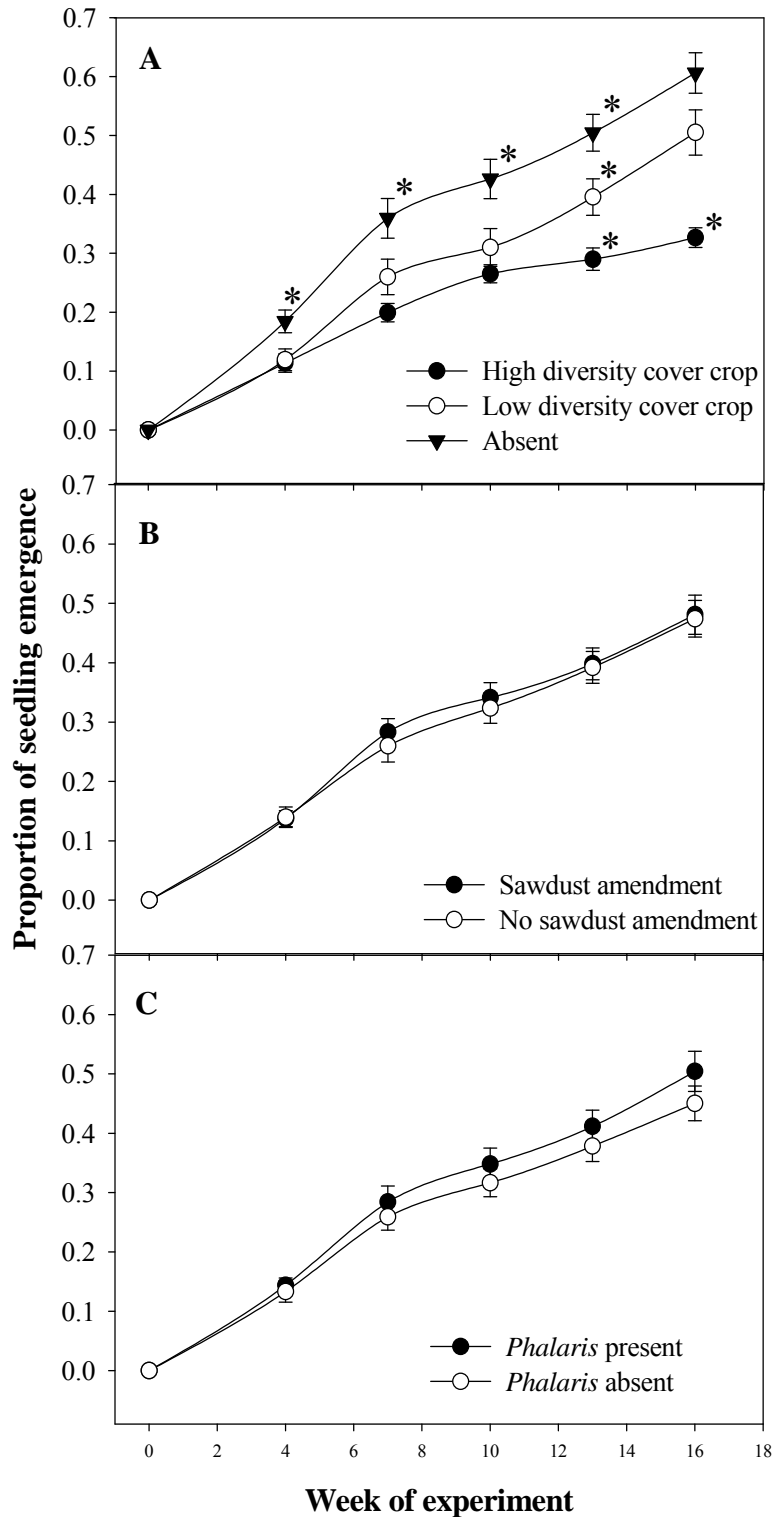 Proportion of seedling emergence
0.7
A
0.6
*
0.5
* *
*
0.4
*
0.3
* * *
0.2
High diversity cover crop
0.1
Low diversity cover crop
0.0
Absent
0.7
B
0.6
0.5
0.4
0.3
0.2
0.1
Sawdust amendment
0.0
No sawdust amendment
0.7
C
0.6
0.5
0.4
0.3
0.2
0.1
Phalaris present
0.0
Phalaris absent
0 2 4 6 8 10 12 14 16 18
Week of experiment